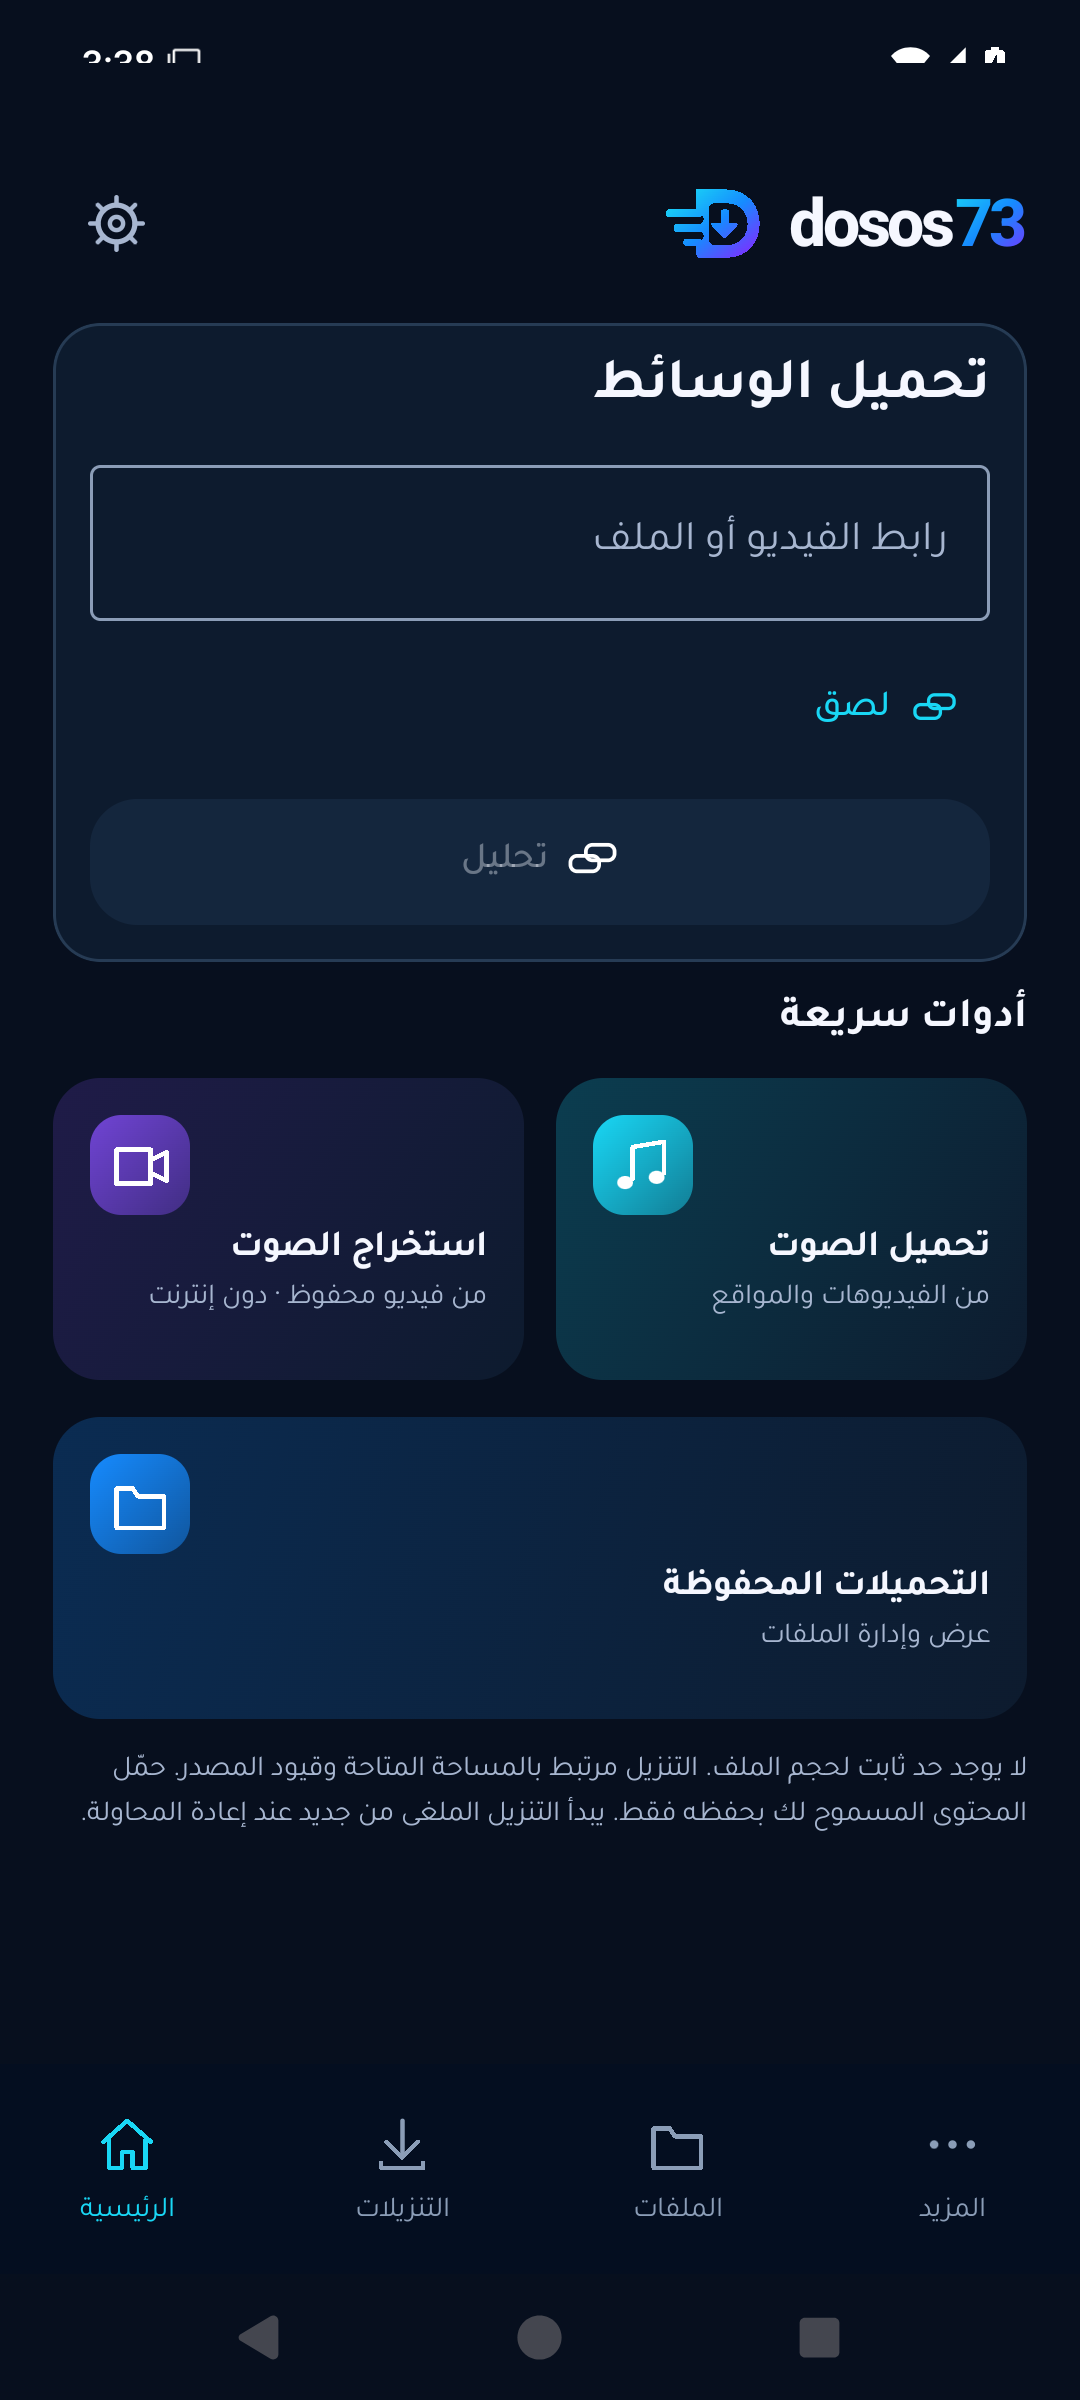 3:38
dosos73
تحميل الوسائط
رابط الفيديو أو الملف
لصق
تحليل
أدوات سريعة
تحميل الصوت
من الفيديوهات والمواقع
استخراج الصوت
من فيديو محفوظ · دون إنترنت
التحميلات المحفوظة
عرض وإدارة الملفات
لا يوجد حد ثابت لحجم الملف. التنزيل مرتبط بالمساحة المتاحة وقيود المصدر. حمّل
المحتوى المسموح لك بحفظه فقط. يبدأ التنزيل الملغى من جديد عند إعادة المحاولة.
المزيد
الملفات
التنزيلات
الرئيسية